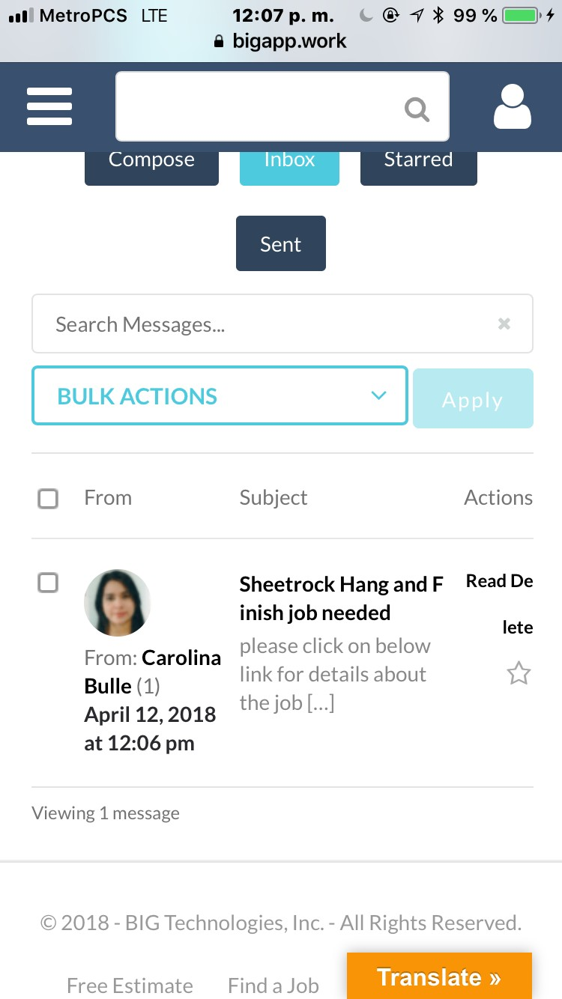 MetroPCS LTE 12:07 p. m. 99 %
bigapp.work
Compose Inbox Starred
Sent
Search Messages...
BULK ACTIONS Apply
From Subject Actions
Sheetrock Hang and F
inish job needed
please click on below
link for details about
the job [...]
Read De
lete
From: Carolina
Bulle (1)
April 12, 2018
at 12:06 pm
Viewing 1 message
© 2018 - BIG Technologies, Inc. - All Rights Reserved.
Free Estimate Find a Job Translate »